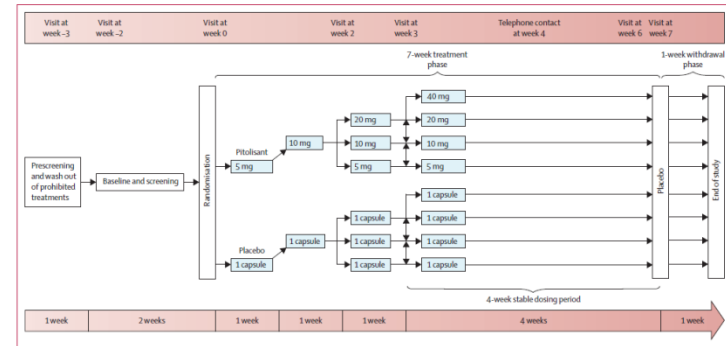 Visit at
week –3
Visit at
week –2
Visit at
week 0
Visit at
week 2
Visit at
week 3
Telephone contact
at week 4
Visit at
week 6
Visit at
week 7
7-week treatment
phase
1-week withdrawal
phase
Prescreening
and wash out
of prohibited
treatments
Baseline and screening
Randomisation
Pitolisant
5 mg
10 mg
20 mg
10 mg
5 mg
40 mg
20 mg
10 mg
5 mg
Placebo
1 capsule
1 capsule
1 capsule
1 capsule
1 capsule
1 capsule
1 capsule
1 capsule
1 capsule
Placebo
End of study
4-week stable dosing period
1 week
2 weeks
1 week
1 week
1 week
4 weeks
1 week